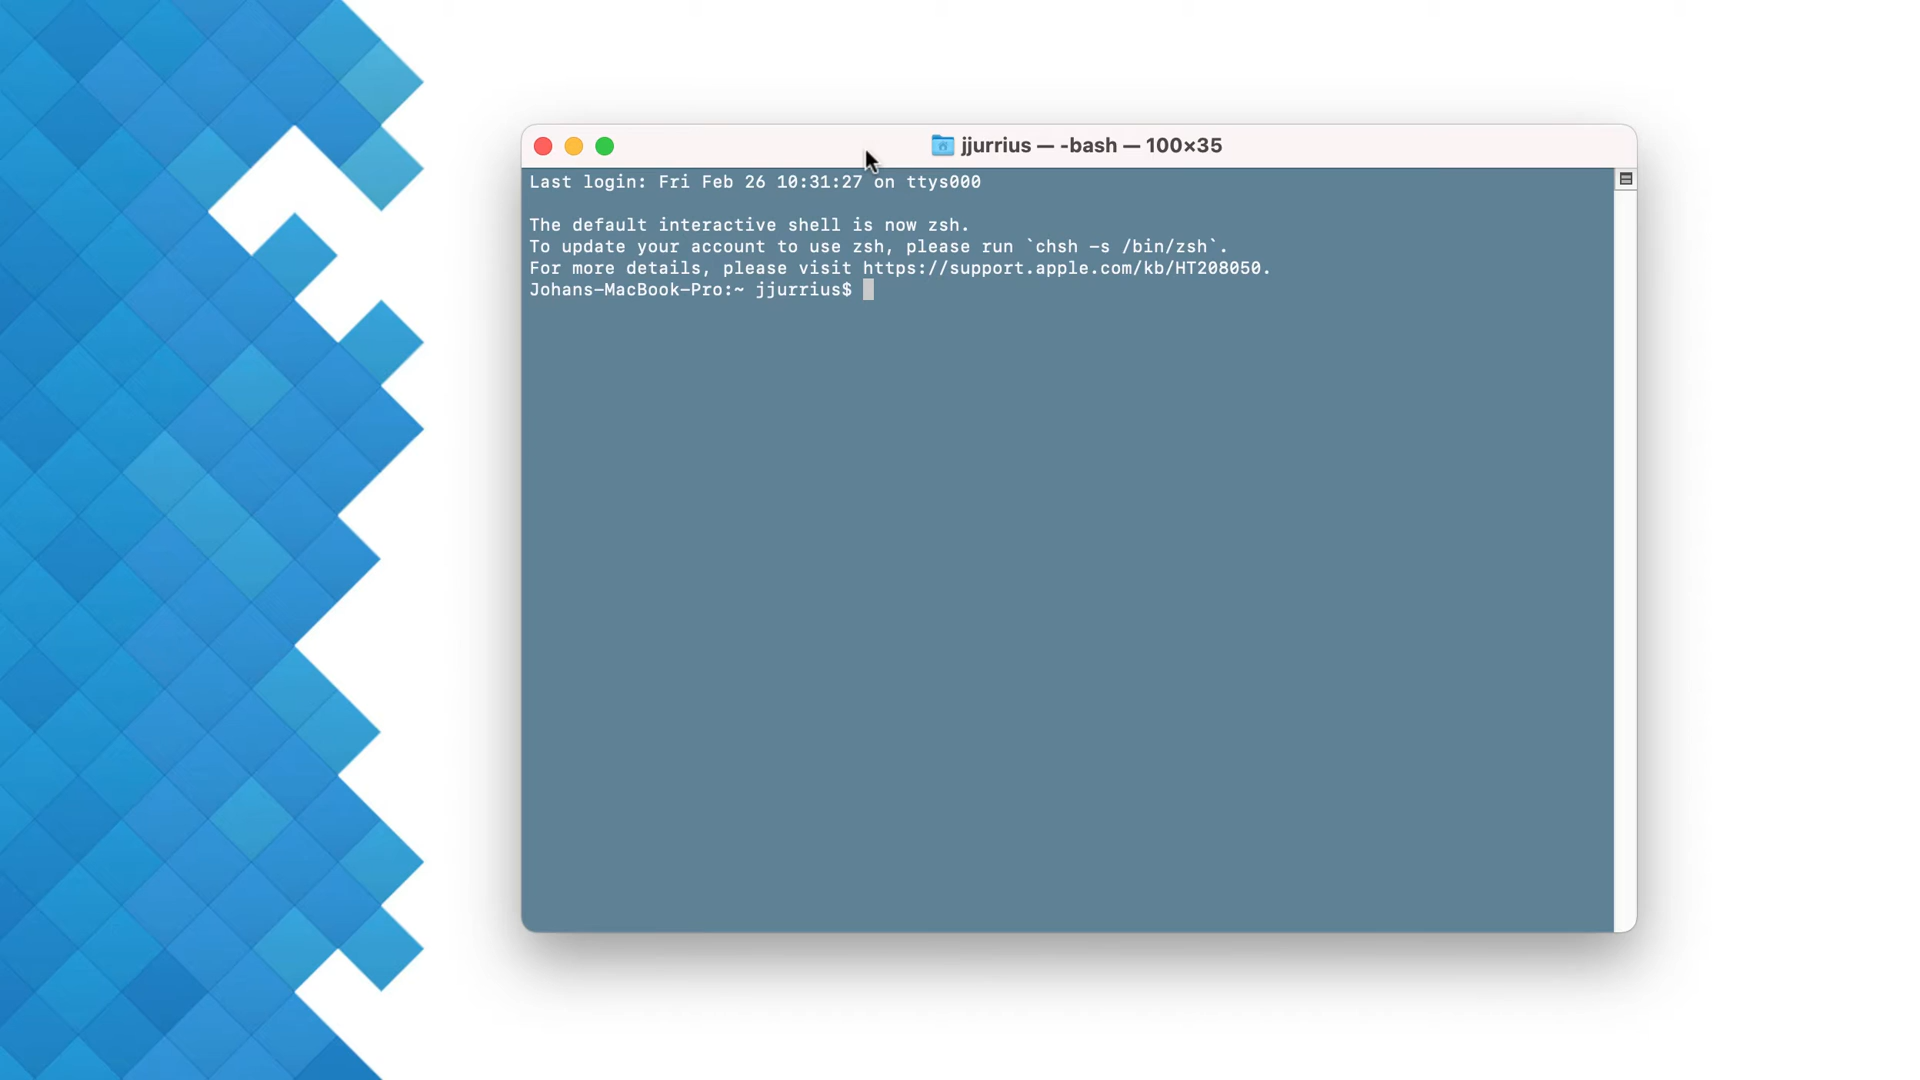 jjurrius — -bash — 100×35
Last login: Fri Feb 26 10:31:27 on ttys000
The default interactive shell is now zsh.
To update your account to use zsh, please run `chsh -s /bin/zsh`.
For more details, please visit https://support.apple.com/kb/HT208050.
Johans-MacBook-Pro:~ jjurrius$